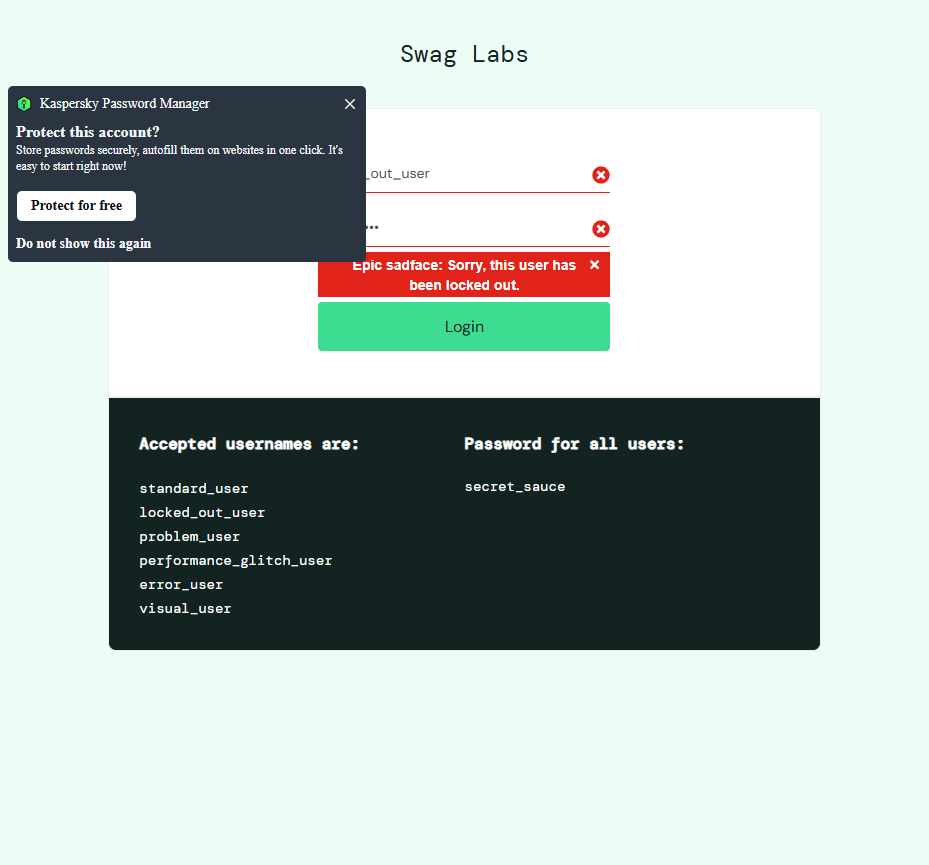 Swag Labs
Kaspersky Password Manager
Protect this account?
Store passwords securely, autofill them on websites in one click. It's
easy to start right now!
Protect for free
Do not show this again
_out_user
•••
Epic sadface: Sorry, this user has
been locked out.
Login
Accepted usernames are:
standard_user
locked_out_user
problem_user
performance_glitch_user
error_user
visual_user
Password for all users:
secret_sauce